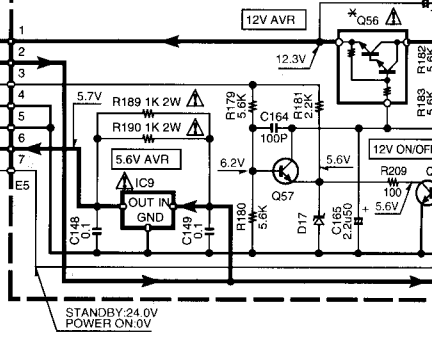 12V AVR
*Q56
1
2
12.3V
3
5.7V
R189 1K 2W
R179
5.6K
R181
2.2K
R182
5.6K
R183
5.6K
4
C164
100P
5
R190 1K 2W
6
5.6V AVR
6.2V
5.6V
12V ON/OFF
7
R209
100
5.6V
E5
IC9
Q57
OUT IN
GND
C148
0.1
C149
0.1
R180
5.6K
D17
C165
2.2u50
+
STANDBY:24.0V
POWER ON:0V